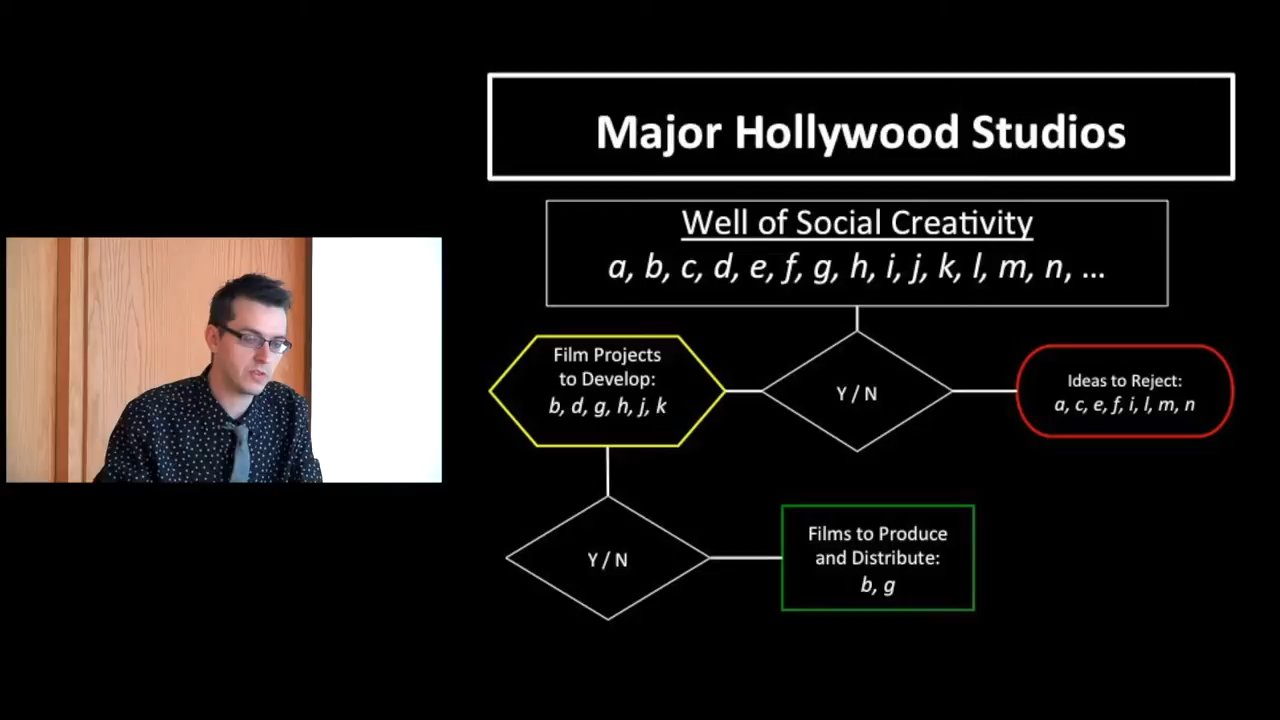 Major Hollywood Studios
Well of Social Creativity
a, b, c, d, e, f, g, h, i, j, k, l, m, n, ...
Film Projects
to Develop:
b, d, g, h, j, k
Y / N
Ideas to Reject:
a, c, e, f, i, l, m, n
Y / N
Films to Produce
and Distribute:
b, g